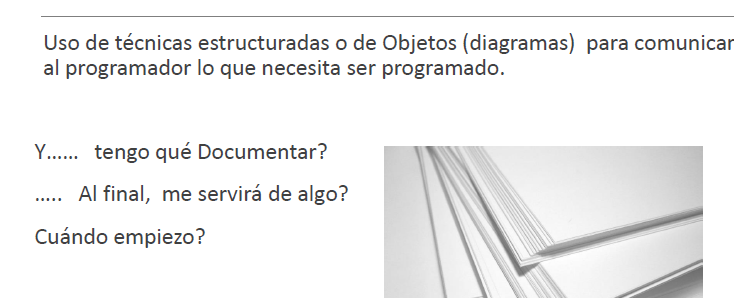 Uso de técnicas estructuradas o de Objetos (diagramas)  para comunicar
al programador lo que necesita ser programado.
Y......   tengo qué Documentar?
.....   Al final,  me servirá de algo?
Cuándo empiezo?